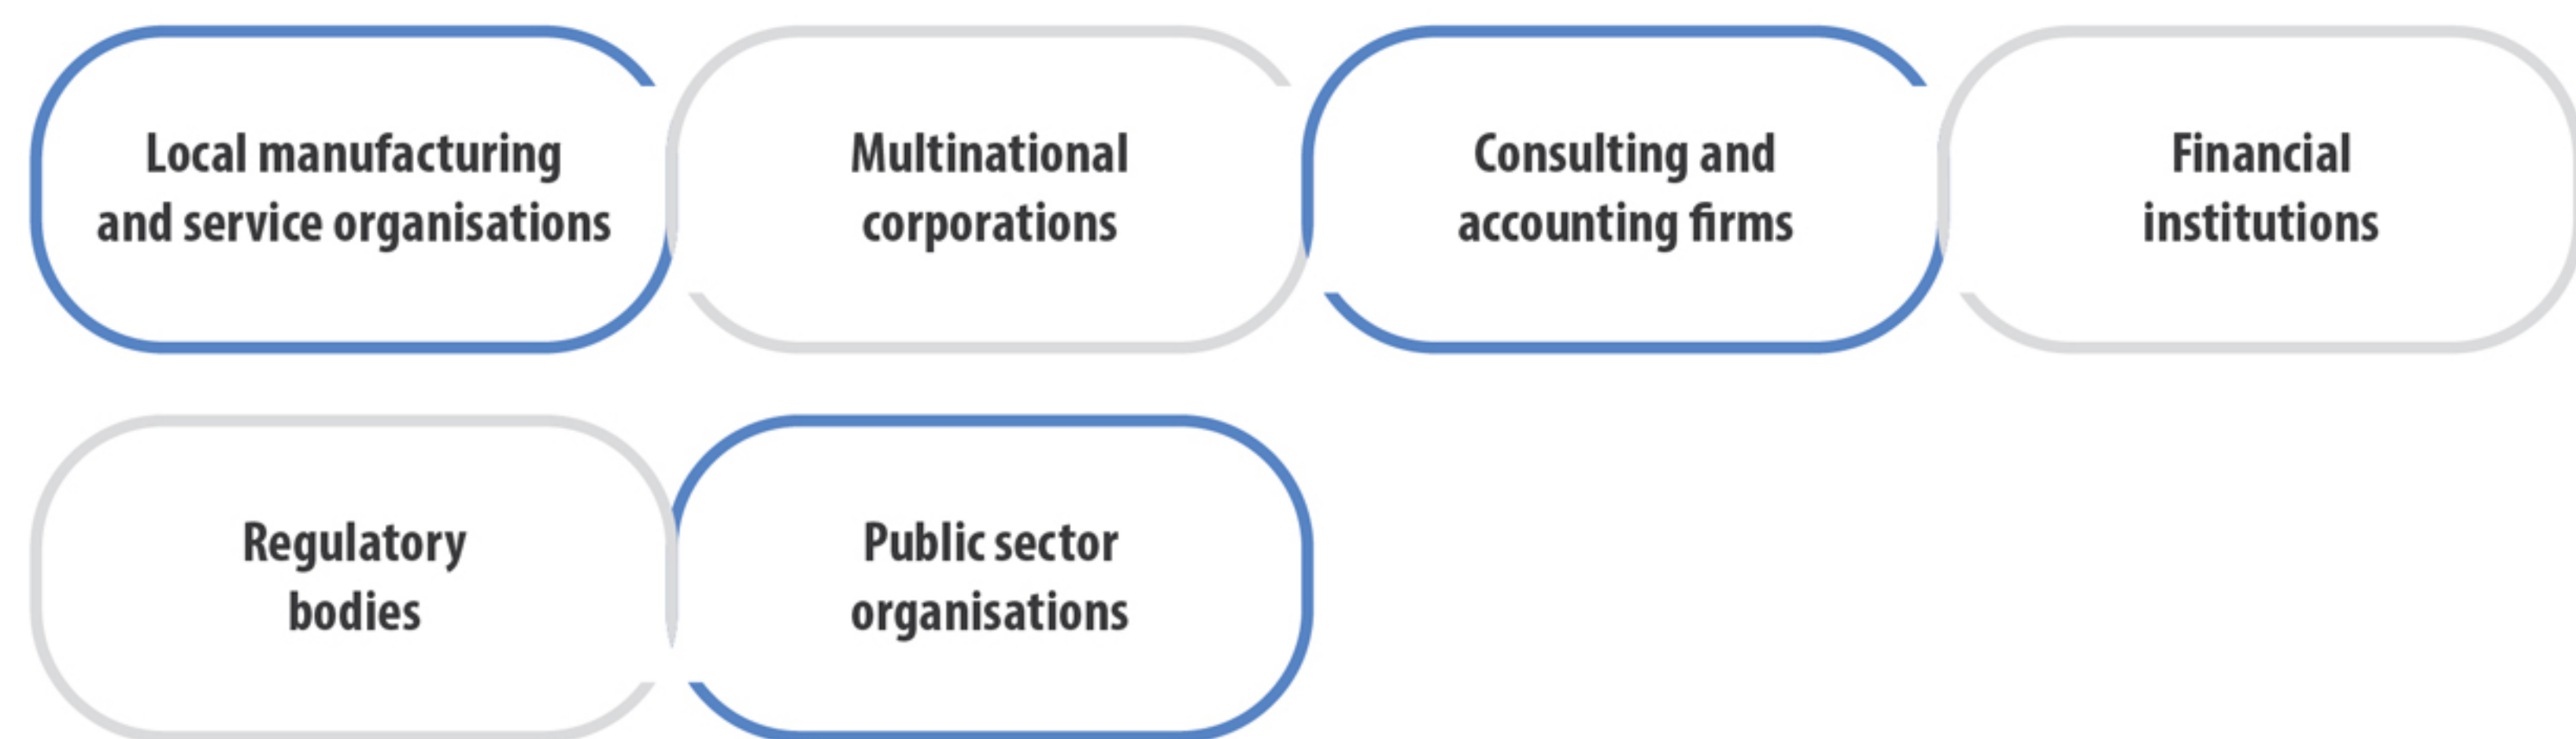 Local manufacturing
and service organisations
Multinational
corporations
Consulting and
accounting firms
Financial
institutions
Regulatory
bodies
Public sector
organisations